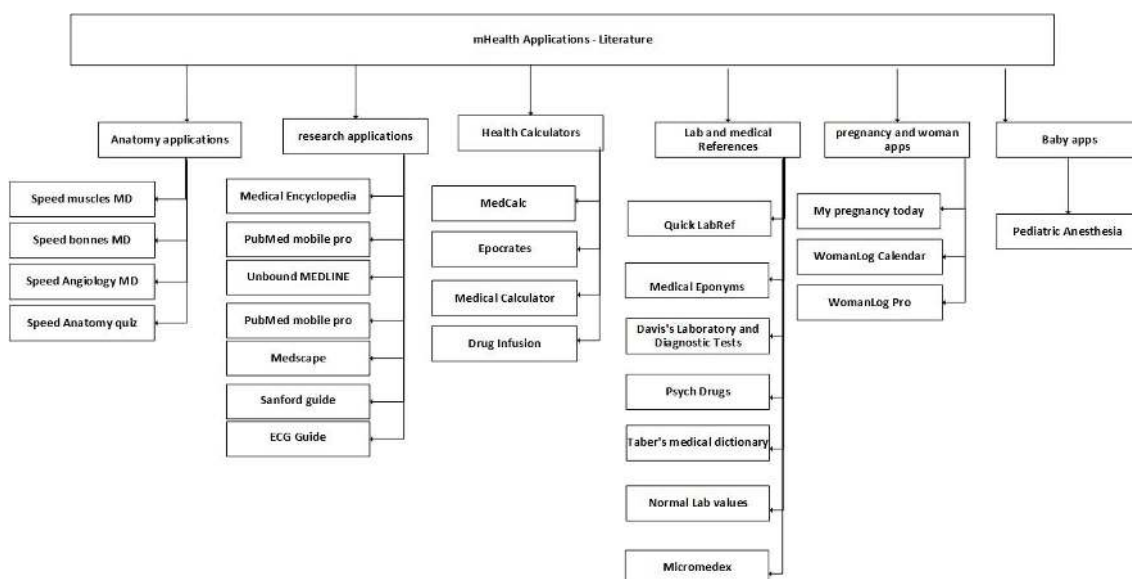 mHealth Applications - Literature
Anatomy applications
Speed muscles MD
Speed bonnes MD
Speed Angiology MD
Speed Anatomy quiz
research applications
Medical Encyclopedia
PubMed mobile pro
Unbound MEDLINE
PubMed mobile pro
Medscape
Sanford guide
ECG Guide
Health Calculators
MedCalc
Epocrates
Medical Calculator
Drug Infusion
Lab and medical
References
Quick LabRef
Medical Eponyms
Davis's Laboratory and
Diagnostic Tests
Psych Drugs
Taber's medical dictionary
Normal Lab values
Micromedex
pregnancy and woman
apps
My pregnancy today
WomanLog Calendar
WomanLog Pro
Baby apps
Pediatric Anesthesia